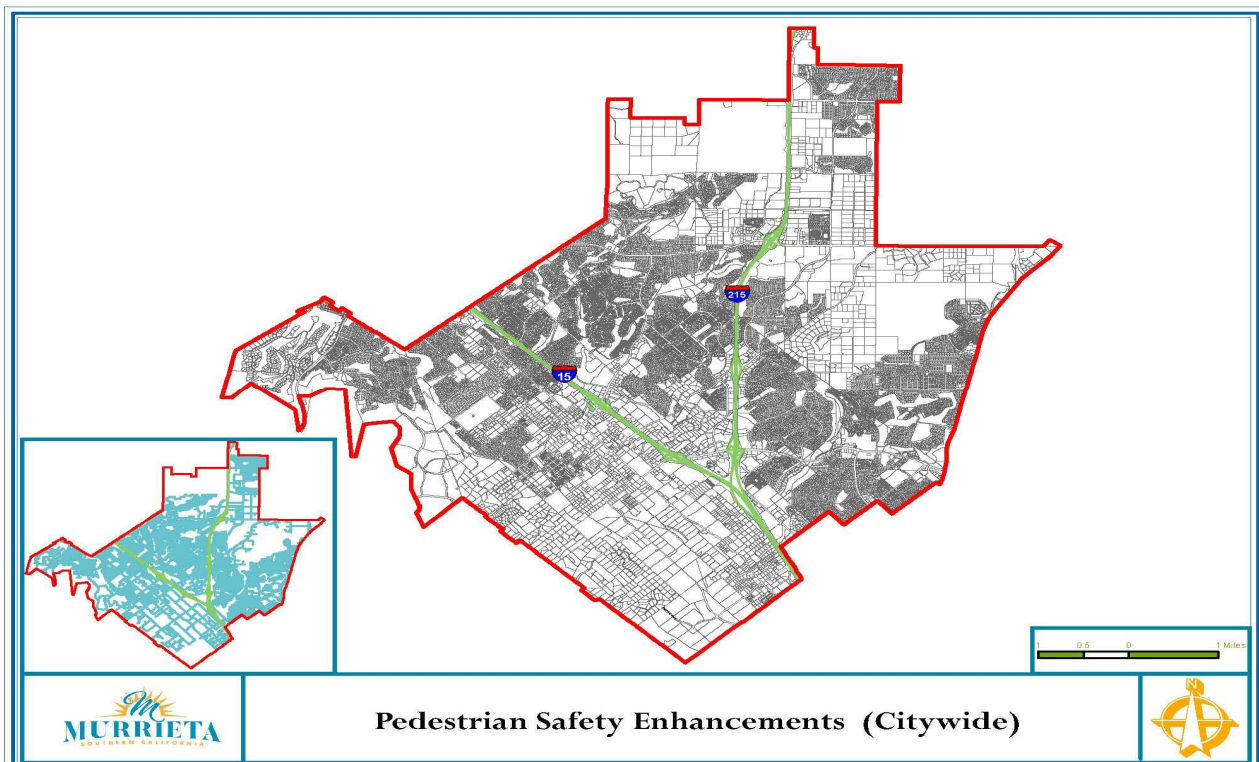 215
15
1 0.5 0 1 Miles
M
MURRIETA
SOUTHERN CALIFORNIA
Pedestrian Safety Enhancements (Citywide)
N